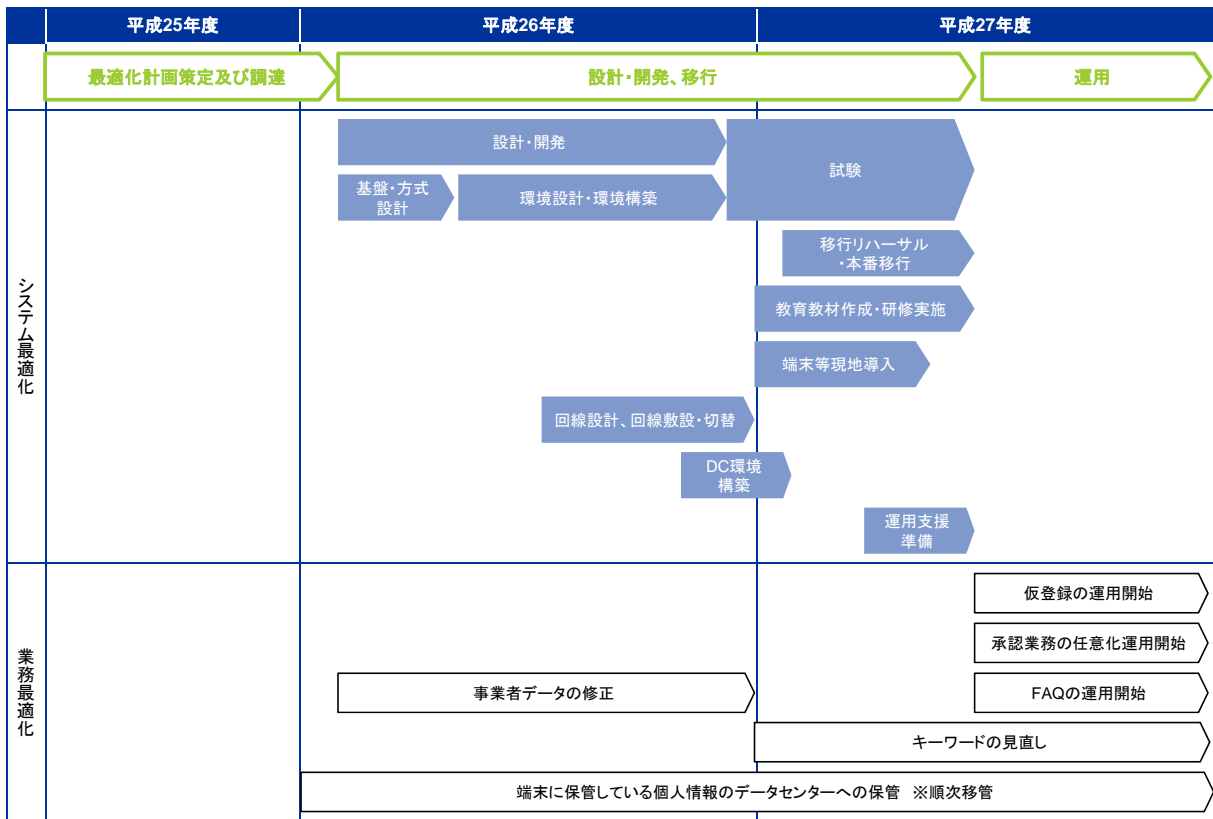 平成25年度
平成26年度
平成27年度
最適化計画策定及び調達
設計・開発、移行
運用
システム最適化
設計・開発
試験
基盤・方式
設計
環境設計・環境構築
移行リハーサル
・本番移行
教育教材作成・研修実施
端末等現地導入
回線設計、回線敷設・切替
DC環境
構築
運用支援
準備
業務最適化
仮登録の運用開始
承認業務の任意化運用開始
事業者データの修正
FAQの運用開始
キーワードの見直し
端末に保管している個人情報のデータセンターへの保管 ※順次移管